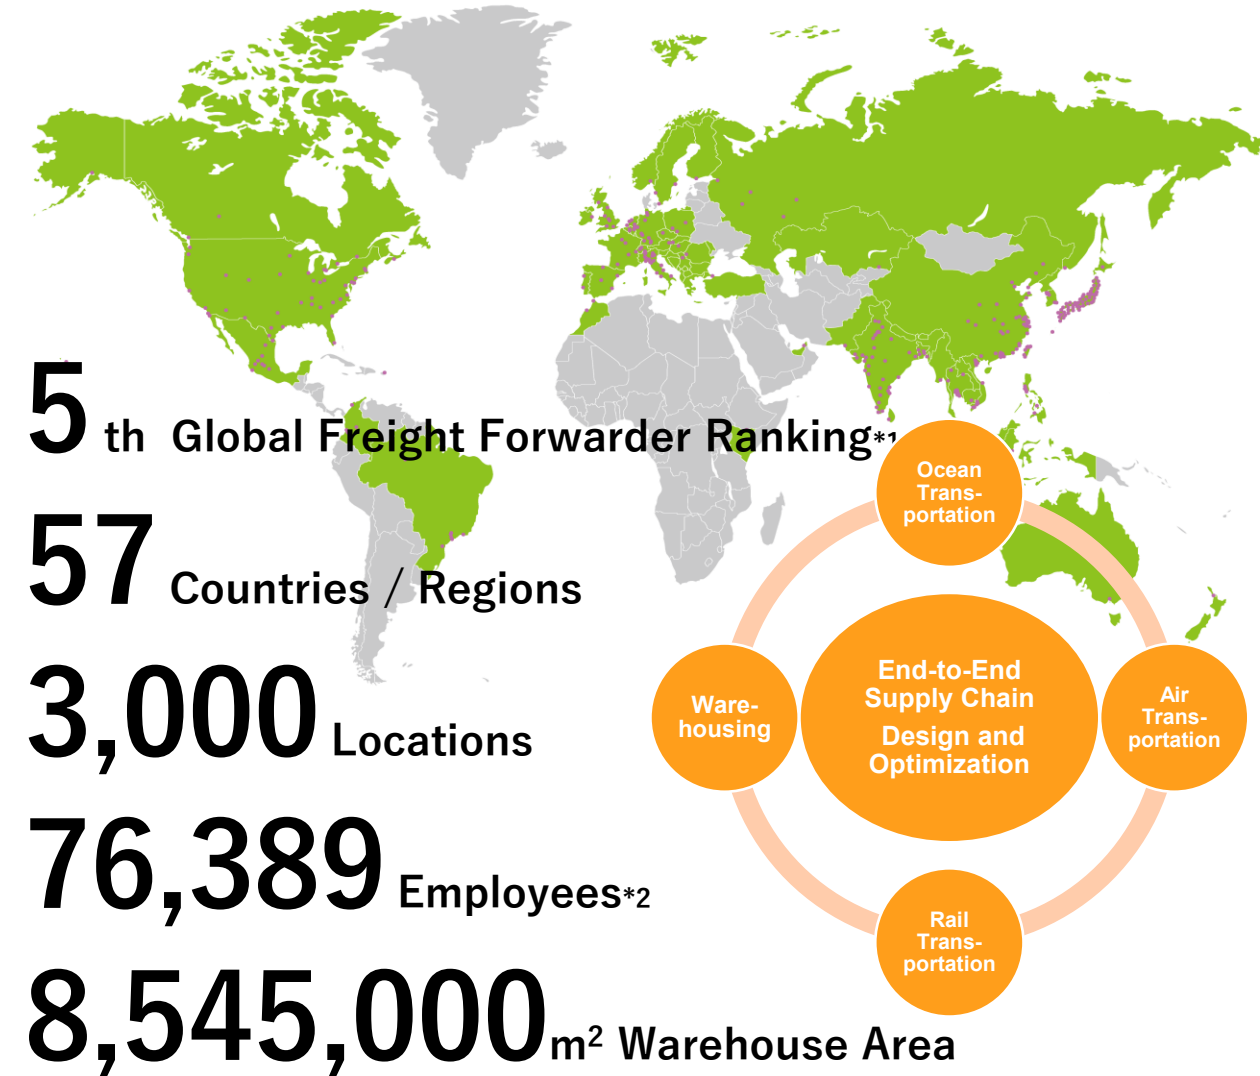 5 th Global Freight Forwarder Ranking*1
57 Countries / Regions
3,000 Locations
76,389 Employees*2
8,545,000m² Warehouse Area
Ocean
Trans-
portation
Ware-
housing
End-to-End
Supply Chain
Design and
Optimization
Air
Trans-
portation
Rail
Trans-
portation